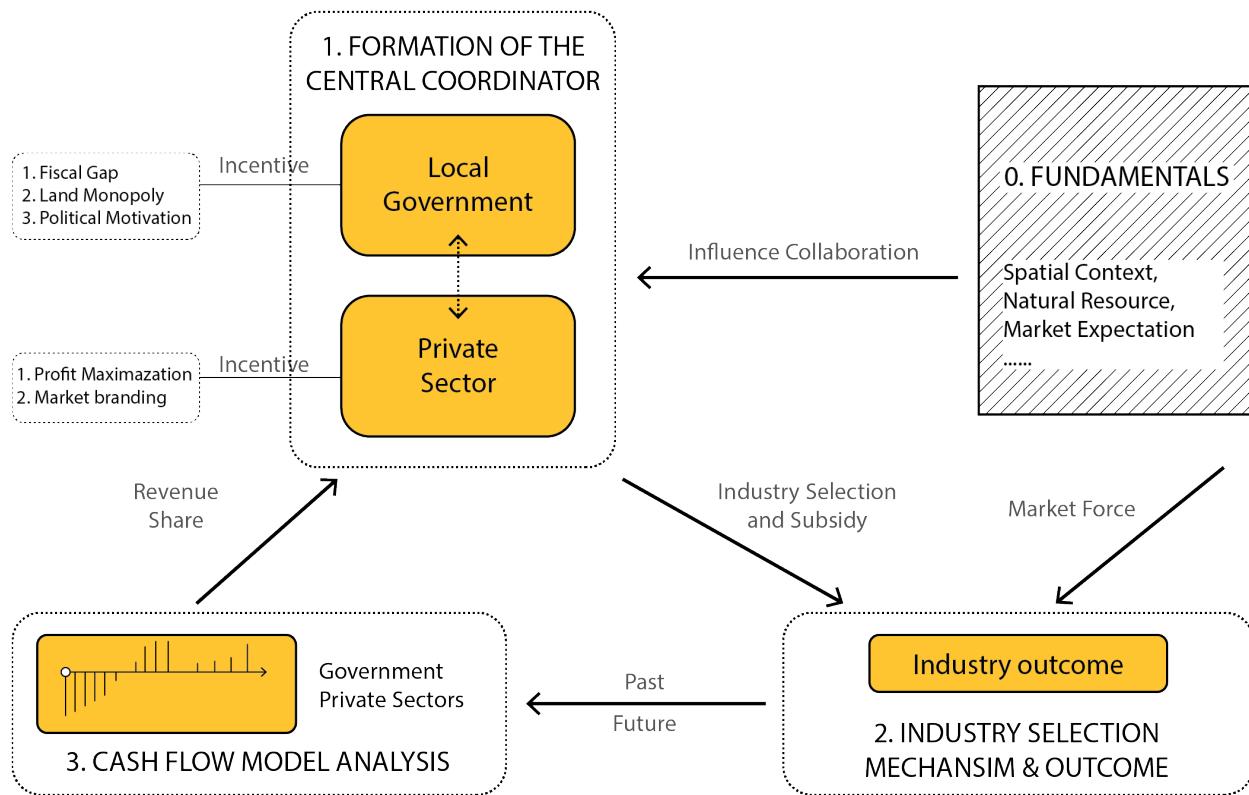 1. FORMATION OF THE
CENTRAL COORDINATOR
Local
Government
Incentive
1. Fiscal Gap
2. Land Monopoly
3. Political Motivation
Private
Sector
Incentive
1. Profit Maximazation
2. Market branding
Influence Collaboration
0. FUNDAMENTALS
Spatial Context,
Natural Resource,
Market Expectation
......
Revenue
Share
Industry Selection
and Subsidy
Market Force
Government
Private Sectors
3. CASH FLOW MODEL ANALYSIS
Past
Future
Industry outcome
2. INDUSTRY SELECTION
MECHANSIM & OUTCOME